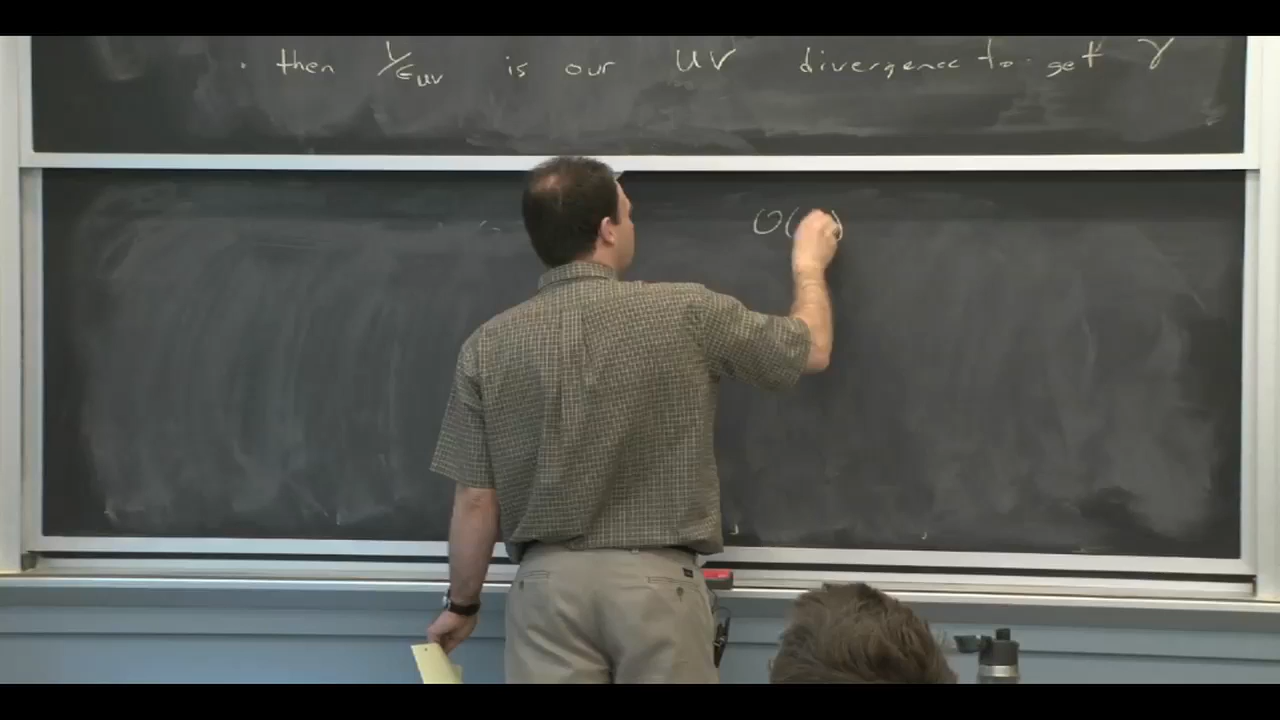 · then 1/ϵ_UV is our UV divergence to get γ
O( )